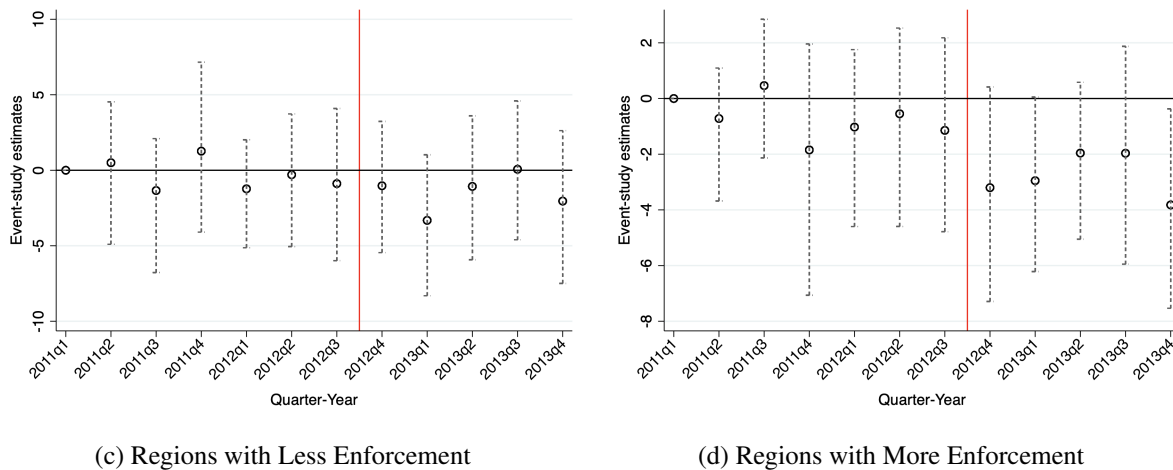 Event-study estimates
10
5
0
-5
-10
2011q1 2011q2 2011q3 2011q4 2012q1 2012q2 2012q3 2012q4 2013q1 2013q2 2013q3 2013q4
Quarter-Year
(c) Regions with Less Enforcement
Event-study estimates
2
0
-2
-4
-6
-8
2011q1 2011q2 2011q3 2011q4 2012q1 2012q2 2012q3 2012q4 2013q1 2013q2 2013q3 2013q4
Quarter-Year
(d) Regions with More Enforcement